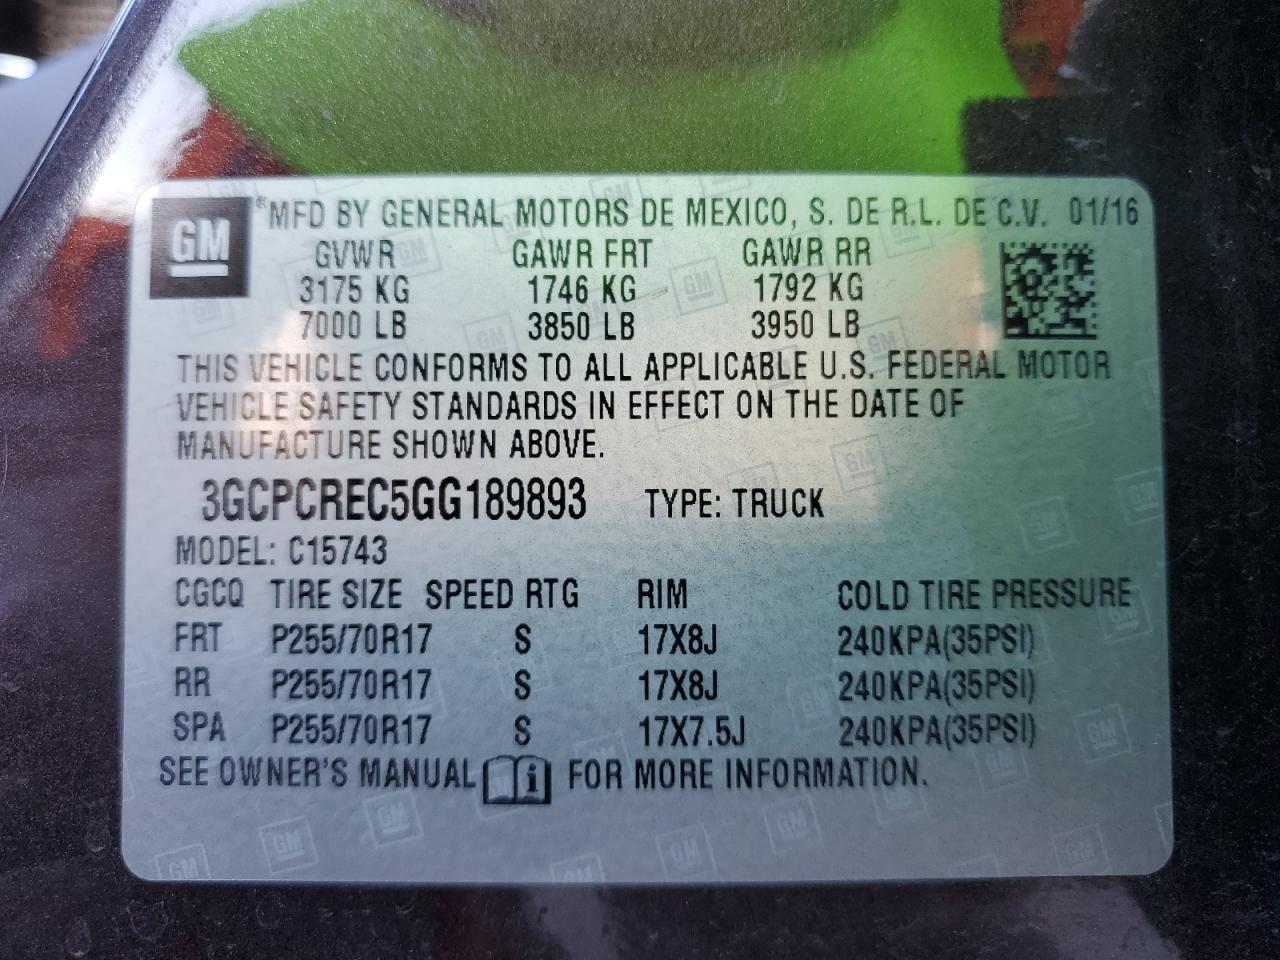 GM ® MFD BY GENERAL MOTORS DE MEXICO, S. DE R.L. DE C.V. 01/16
GVWR GAWR FRT GAWR RR
3175 KG 1746 KG 1792 KG
7000 LB 3850 LB 3950 LB
THIS VEHICLE CONFORMS TO ALL APPLICABLE U.S. FEDERAL MOTOR
VEHICLE SAFETY STANDARDS IN EFFECT ON THE DATE OF
MANUFACTURE SHOWN ABOVE.
3GCPCREC5GG189893 TYPE: TRUCK
MODEL: C15743
CGCQ TIRE SIZE SPEED RTG RIM COLD TIRE PRESSURE
FRT P255/70R17 S 17X8J 240KPA(35PSI)
RR P255/70R17 S 17X8J 240KPA(35PSI)
SPA P255/70R17 S 17X7.5J 240KPA(35PSI)
SEE OWNER'S MANUAL i FOR MORE INFORMATION.